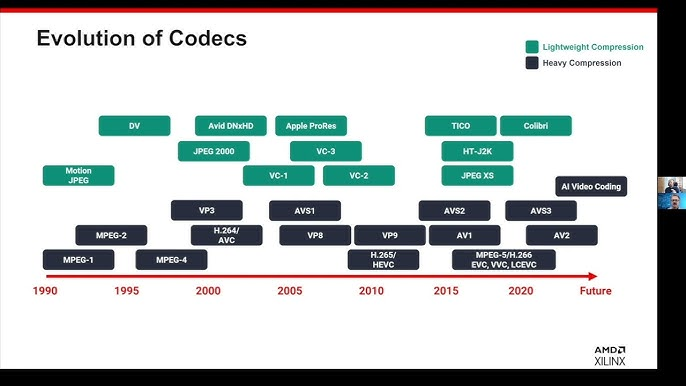 Evolution of Codecs
Lightweight Compression
Heavy Compression
DV
Avid DNxHD
Apple ProRes
TICO
Colibri
JPEG 2000
VC-3
HT-J2K
Motion
JPEG
VC-1
VC-2
JPEG XS
AI Video Coding
VP3
AVS1
AVS2
AVS3
MPEG-2
H.264/
AVC
VP8
VP9
AV1
AV2
MPEG-1
MPEG-4
H.265/
HEVC
MPEG-5/H.266
EVC, VVC, LCEVC
1990
1995
2000
2005
2010
2015
2020
Future
AMD
XILINX